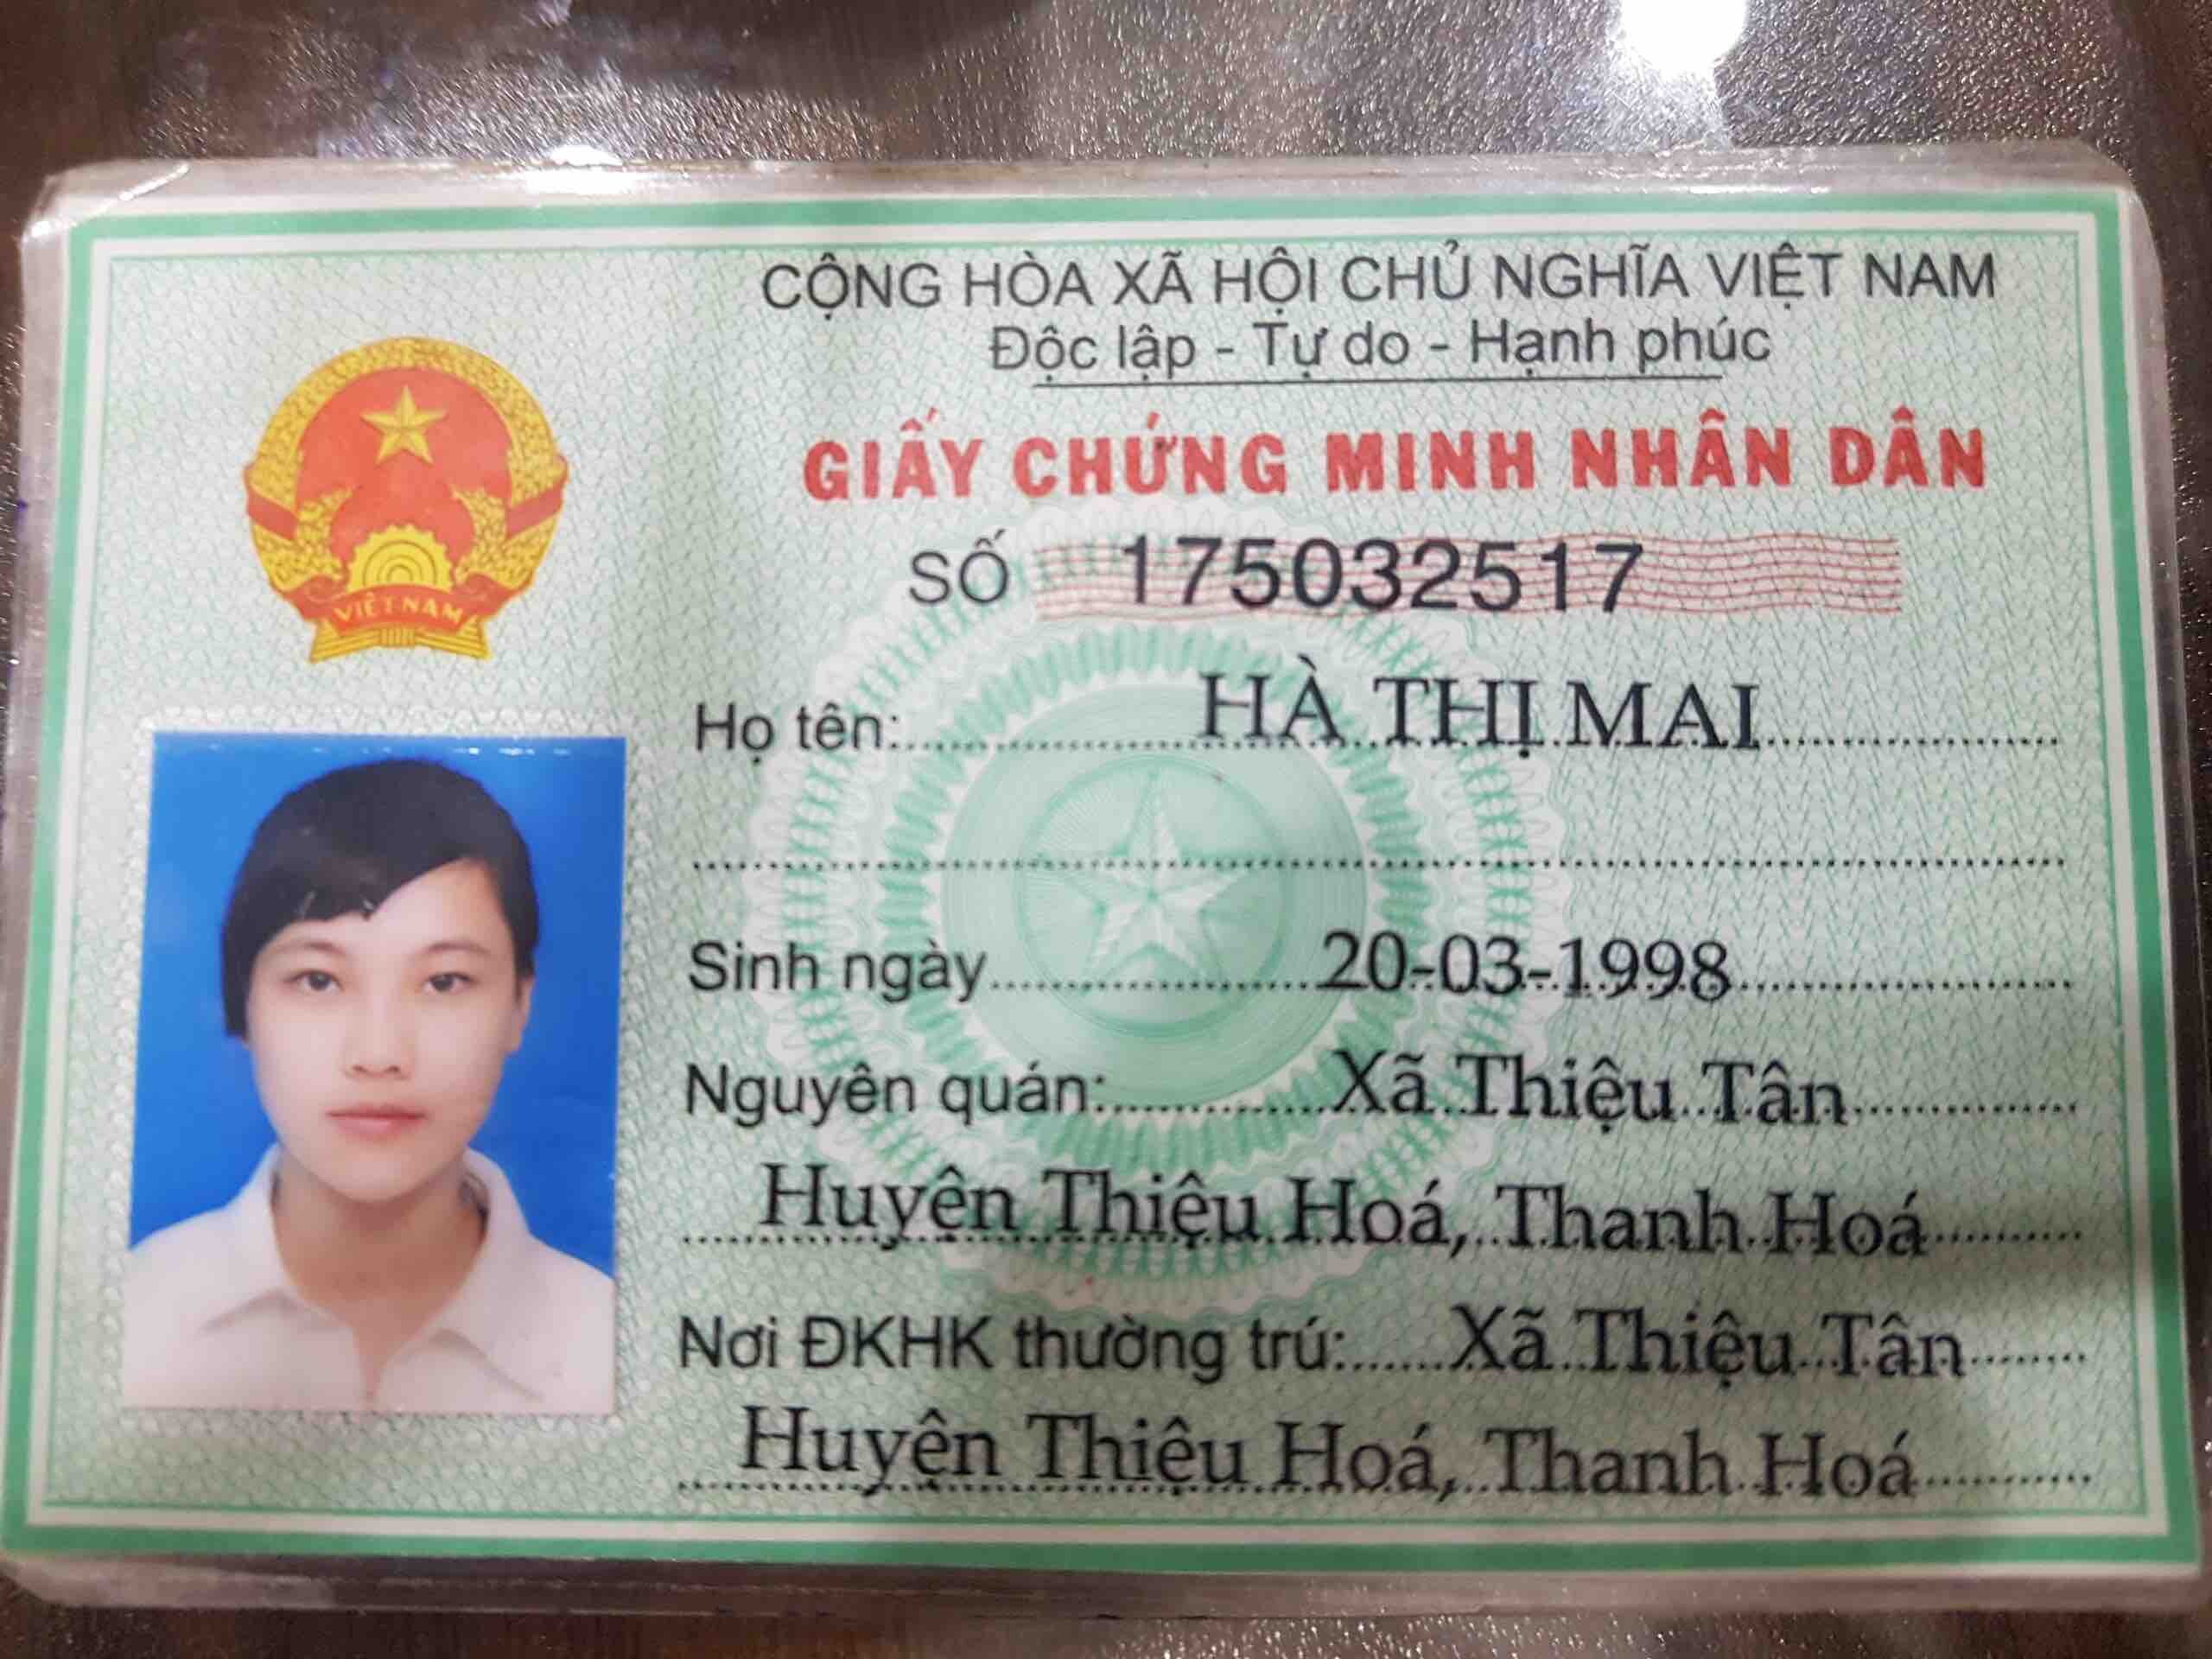 CỘNG HÒA XÃ HỘI CHỦ NGHĨA VIỆT NAM
Độc lập - Tự do - Hạnh phúc
GIẤY CHỨNG MINH NHÂN DÂN
SỐ 175032517
VIỆT NAM
Họ tên: HÀ THỊ MAI
Sinh ngày 20-03-1998
Nguyên quán: Xã Thiệu Tân
Huyện Thiệu Hoá, Thanh Hoá
Nơi ĐKHK thường trú: Xã Thiệu Tân
Huyện Thiệu Hoá, Thanh Hoá